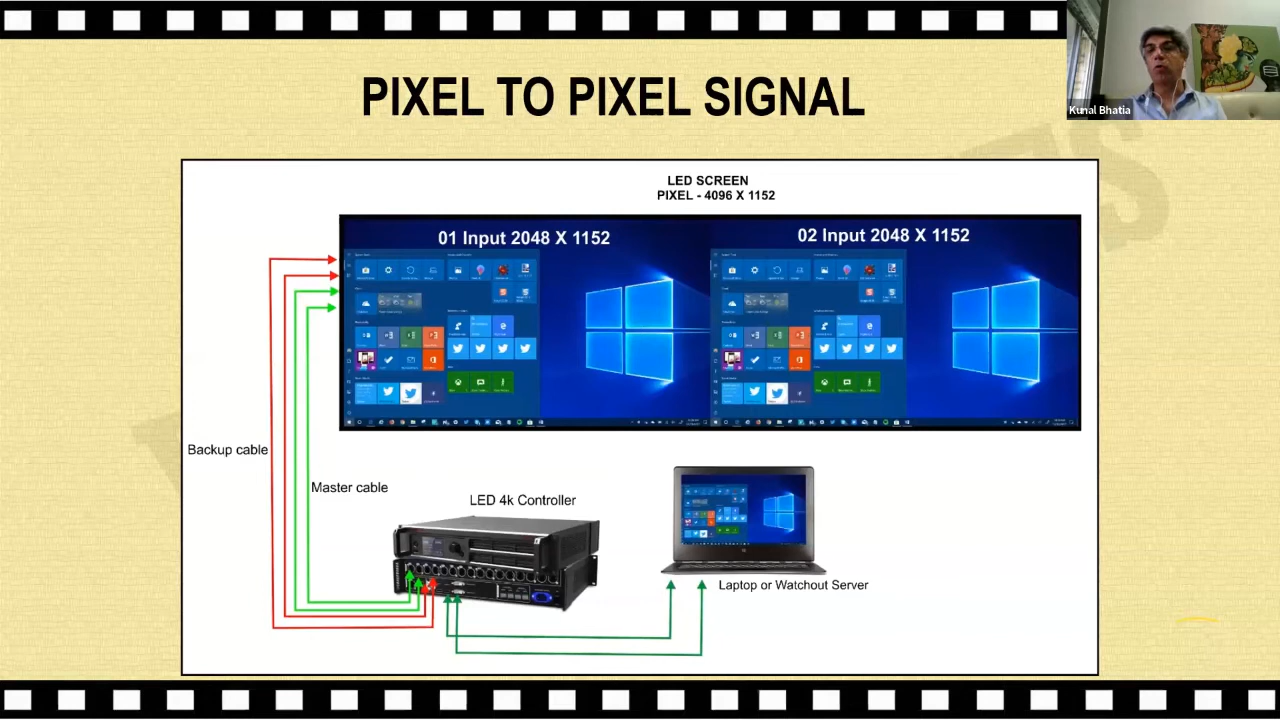 PIXEL TO PIXEL SIGNAL
Kunal Bhatia
LED SCREEN
PIXEL - 4096 X 1152
01 Input 2048 X 1152
02 Input 2048 X 1152
Backup cable
Master cable
LED 4k Controller
Laptop or Watchout Server